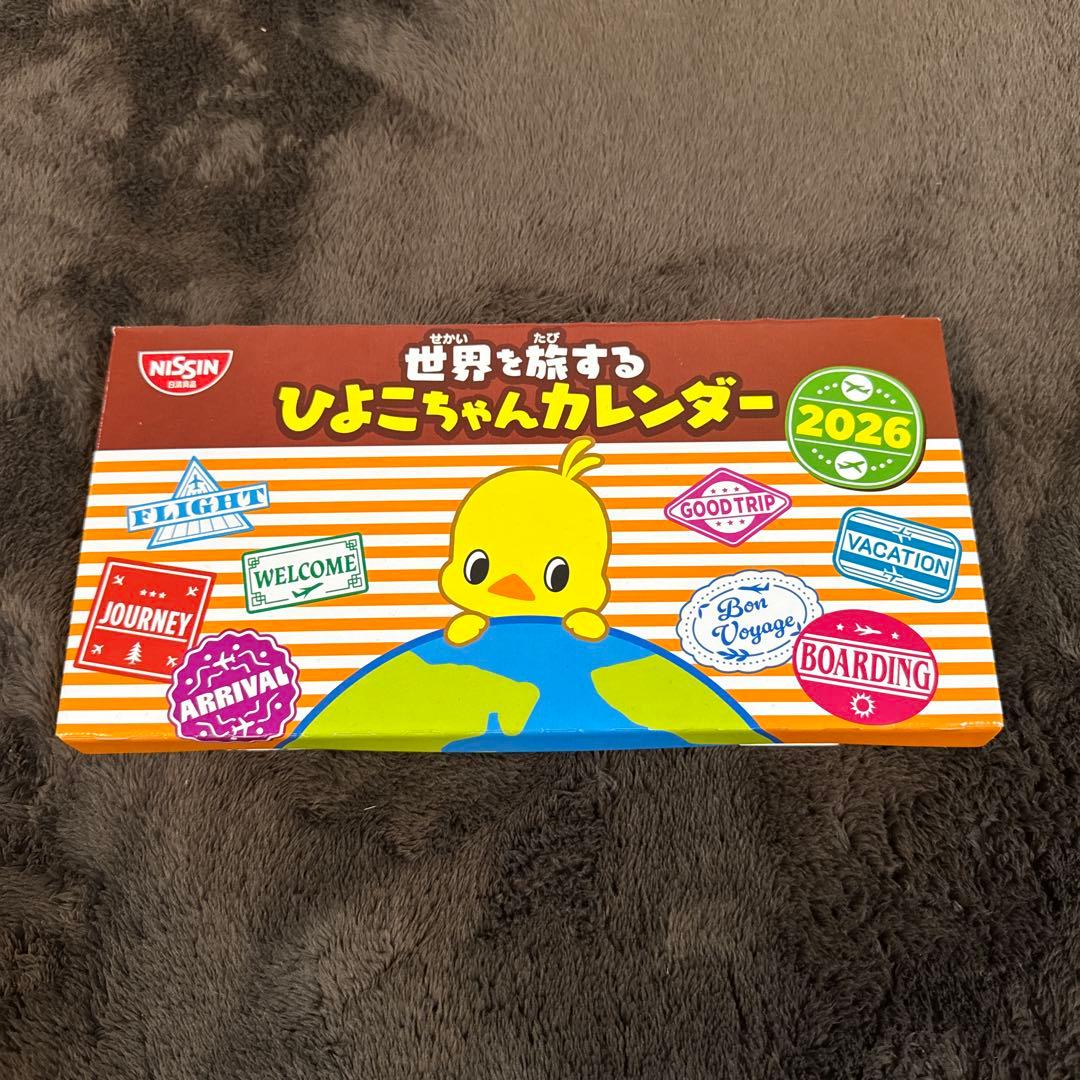 NISSIN
日清食品
せかい たび
世界を旅する
ひよこちゃんカレンダー
2026
FLIGHT
GOOD TRIP
VACATION
WELCOME
JOURNEY
Bon
Voyage
BOARDING
ARRIVAL